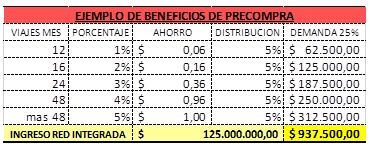 EJEMPLO DE BENEFICIOS DE PRECOMPRA
VIAJES MES PORCENTAJE AHORRO DISTRIBUCION DEMANDA 25%
12 1% $ 0,06 5% $ 62.500,00
16 2% $ 0,16 5% $ 125.000,00
24 3% $ 0,36 5% $ 187.500,00
48 4% $ 0,96 5% $ 250.000,00
mas 48 5% $ 1,00 5% $ 312.500,00
INGRESO RED INTEGRADA $ 125.000.000,00 $ 937.500,00